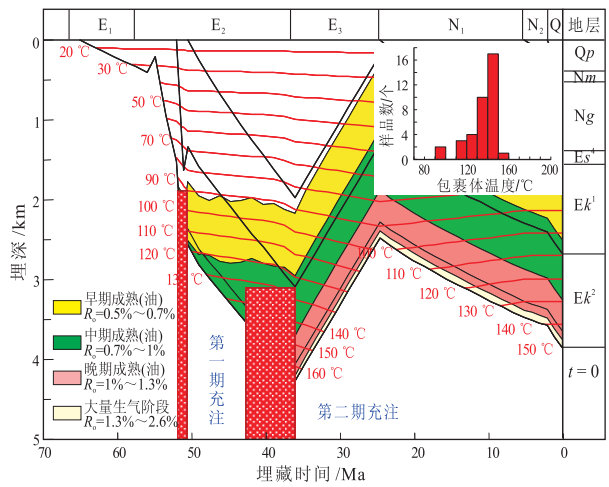 E₁ E₂ E₃ N₁ N₂ Q 地层
0
1
2
3
4
5
埋深/km
20 ℃
30 ℃
50 ℃
70 ℃
90 ℃
100 ℃
110 ℃
120 ℃
140 ℃
150 ℃
160 ℃
110 ℃
120 ℃
130 ℃
140 ℃
150 ℃
样品数/个
16
12
8
4
0
80 120 160 200
包裹体温度/℃
Qp
Nm
Ng
Es⁴
Ek¹
Ek²
t = 0
早期成熟(油)
Rₒ=0.5%～0.7%
中期成熟(油)
Rₒ=0.7%～1%
晚期成熟(油)
Rₒ=1%～1.3%
大量生气阶段
Rₒ=1.3%～2.6%
第一期充注
第二期充注
70 60 50 40 30 20 10 0
埋藏时间/Ma